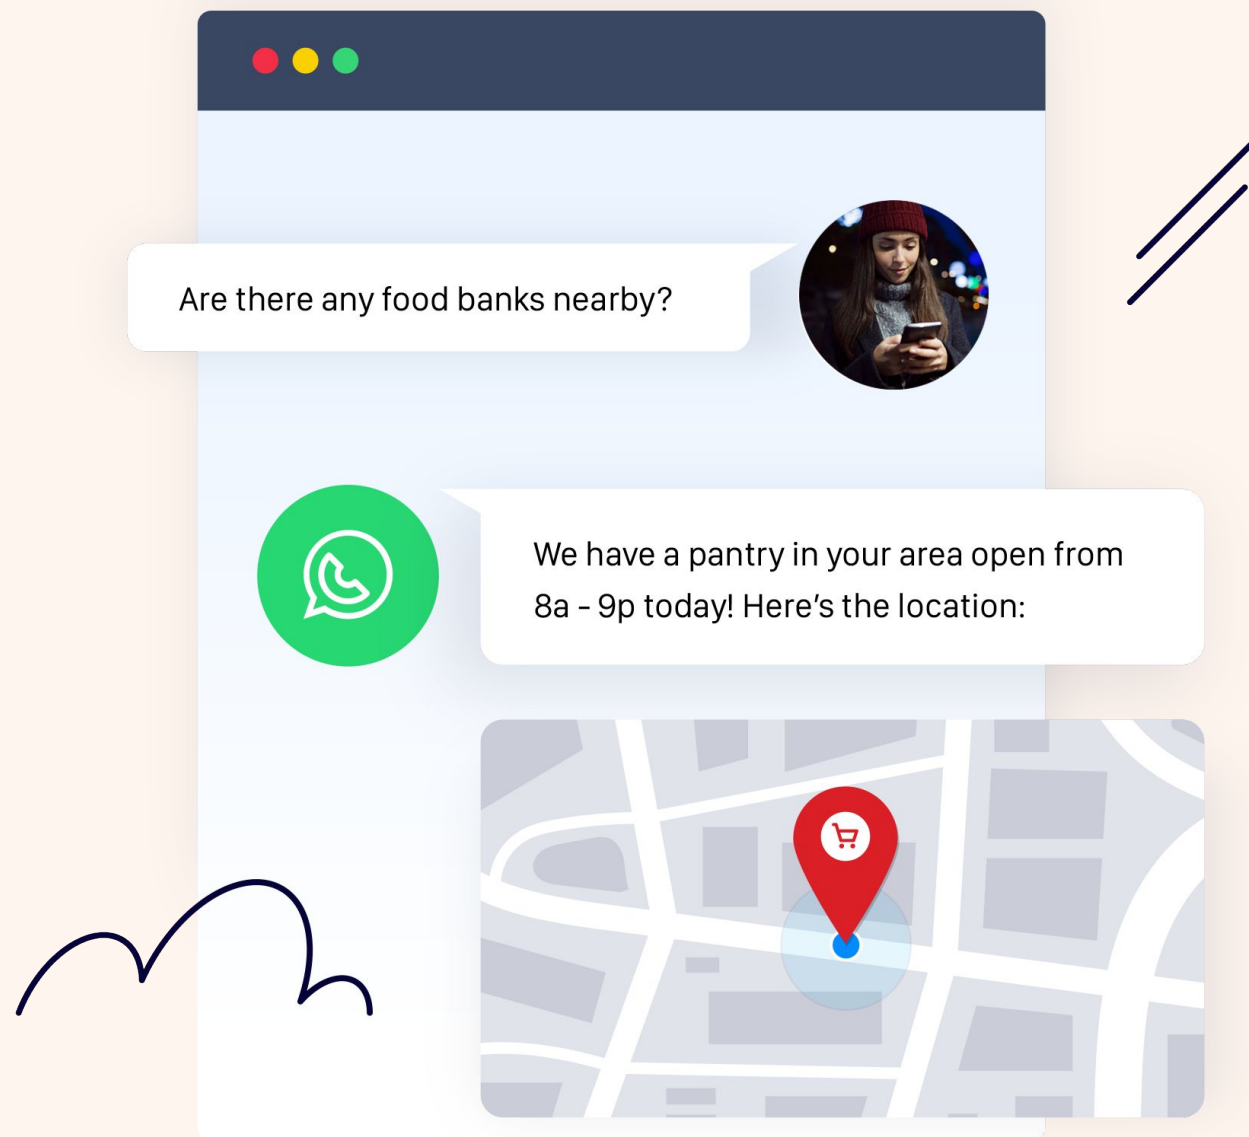 Are there any food banks nearby?
We have a pantry in your area open from
8a - 9p today! Here’s the location: